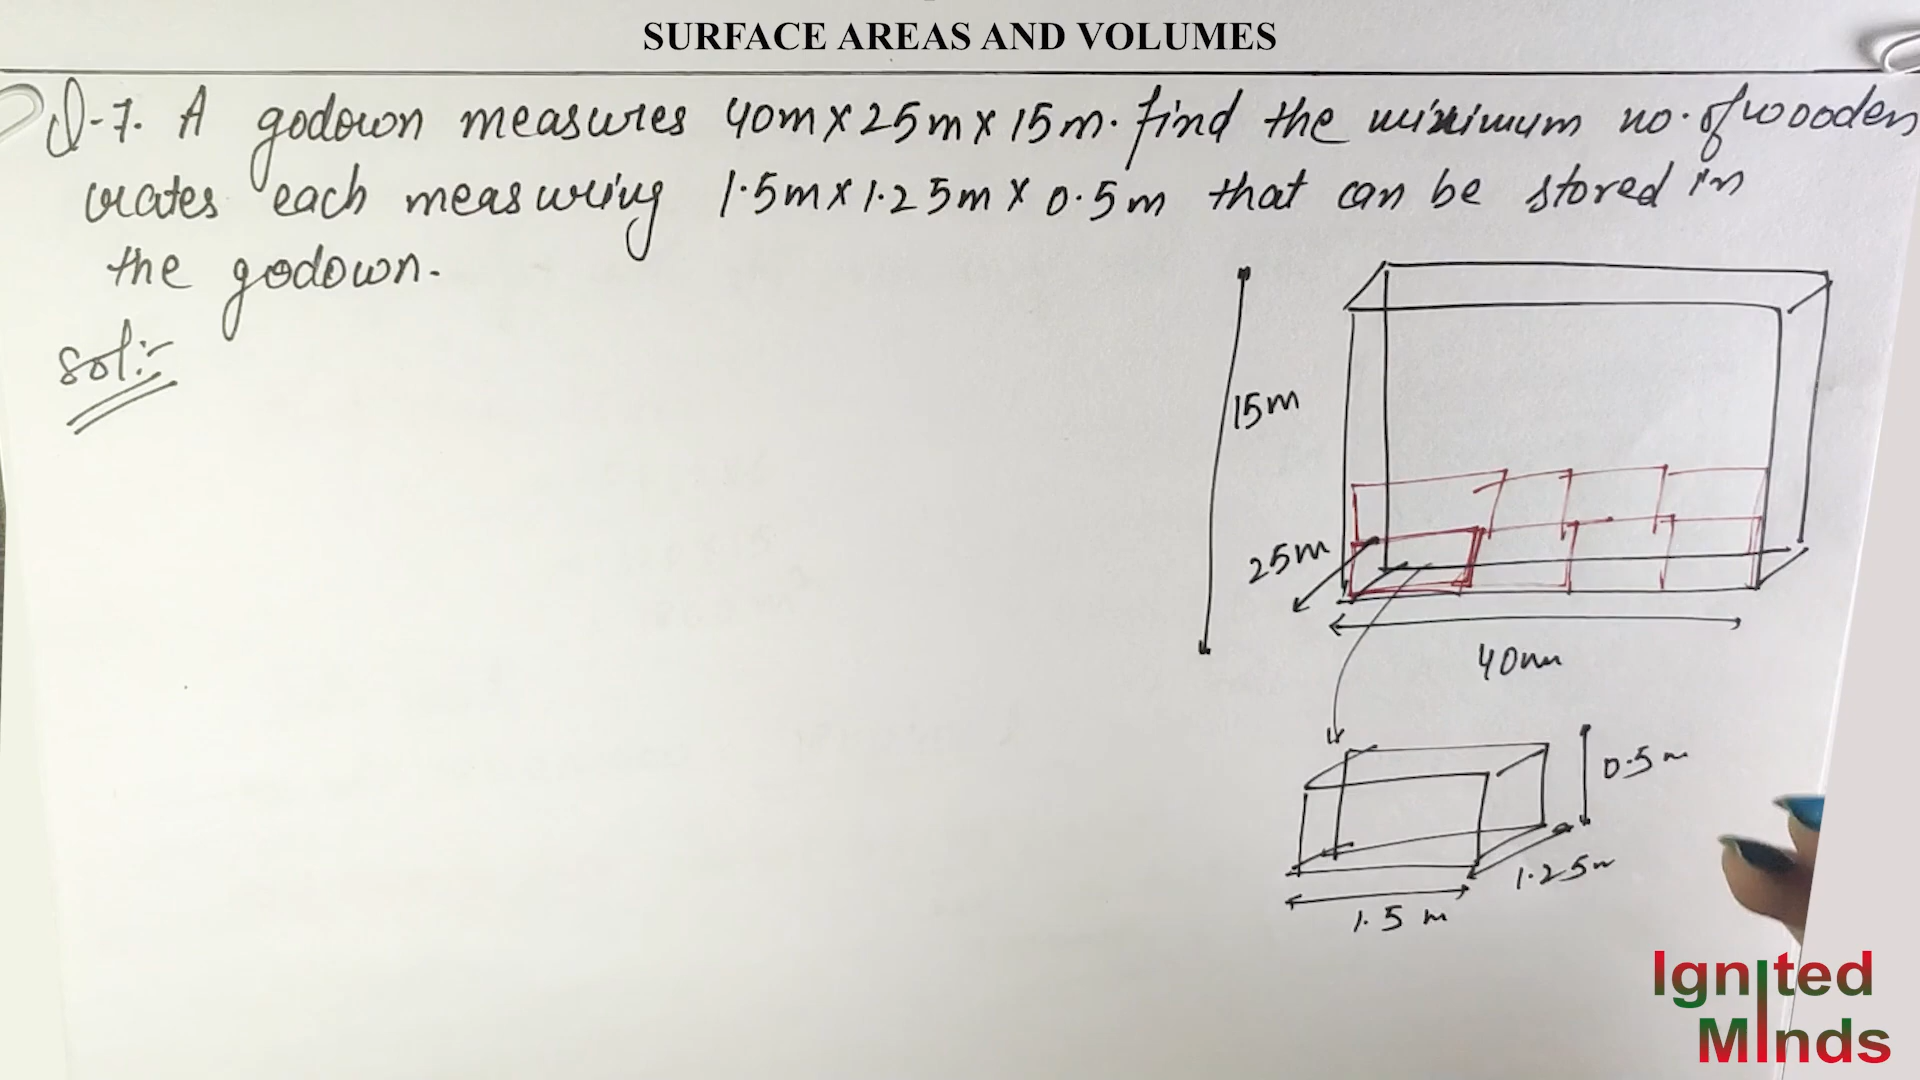 SURFACE AREAS AND VOLUMES
Q-7. A godown measures 40m x 25m x 15m. find the minimum no. of wooden
crates each measuring 1.5m x 1.25m x 0.5m that can be stored in
the godown.
Sol:-
15m
25m
40m
0.5m
1.25m
1.5 m
Ignited
Minds